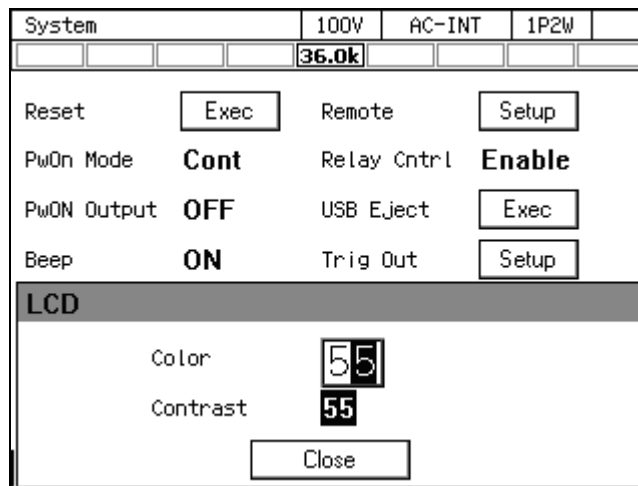 System 100V AC-INT 1P2W
36.0k
Reset Exec Remote Setup
PwOn Mode Cont Relay Cntrl Enable
PwON Output OFF USB Eject Exec
Beep ON Trig Out Setup
LCD
Color 55
Contrast 55
Close